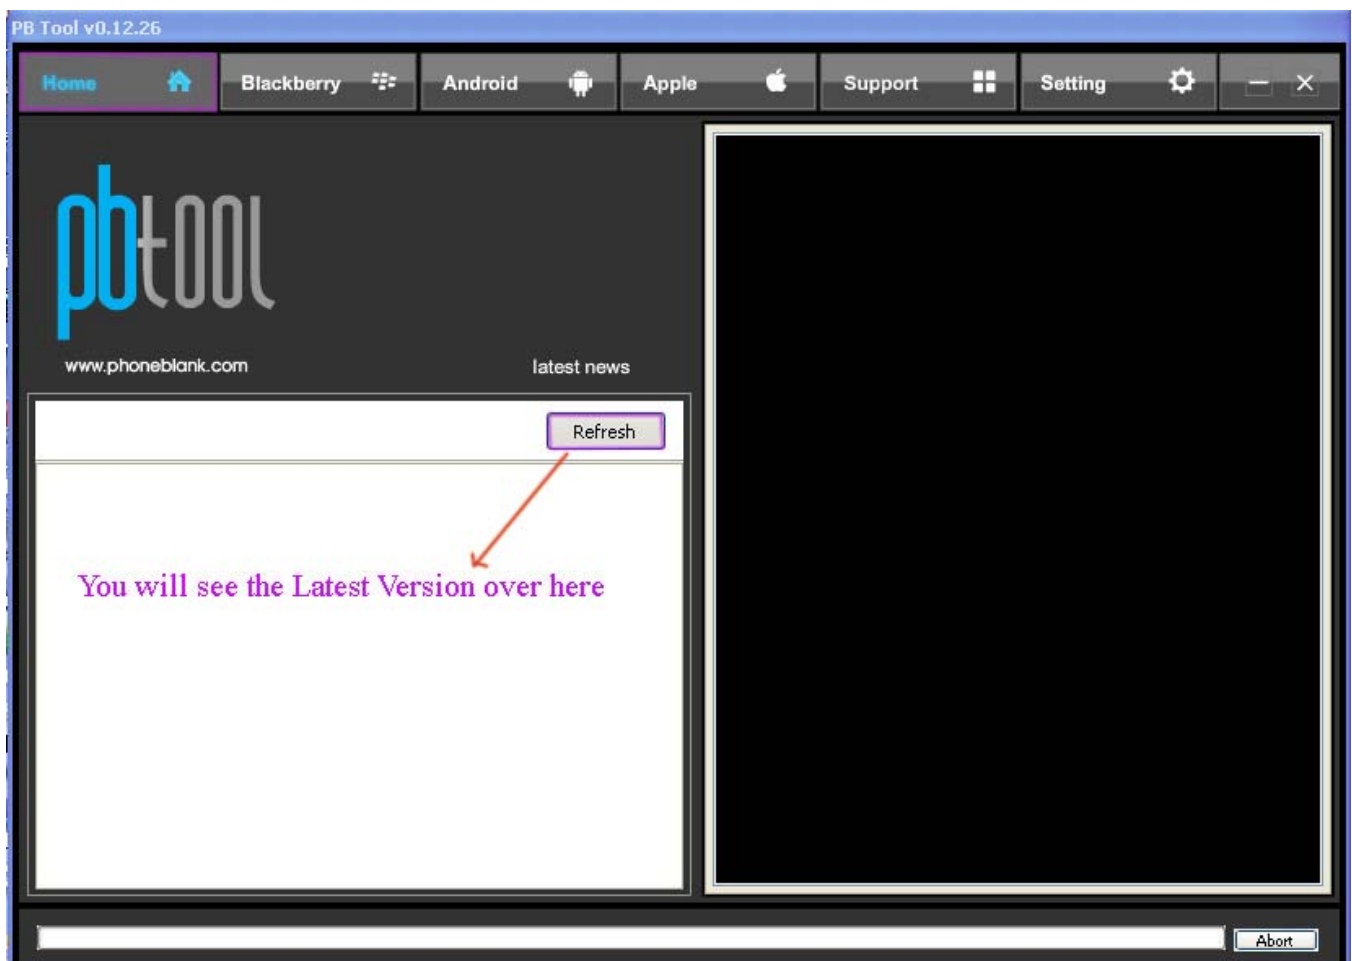 PB Tool v0.12.26
Home Blackberry Android Apple Support Setting
pbtool
www.phoneblank.com latest news
Refresh
You will see the Latest Version over here
Abort